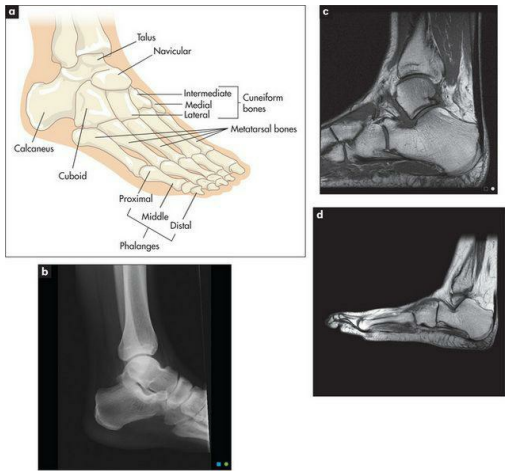 a
Talus
Navicular
Intermediate
Medial
Lateral
Cuneiform
bones
Metatarsal bones
Calcaneus
Cuboid
Proximal
Middle
Distal
Phalanges
b
c
d